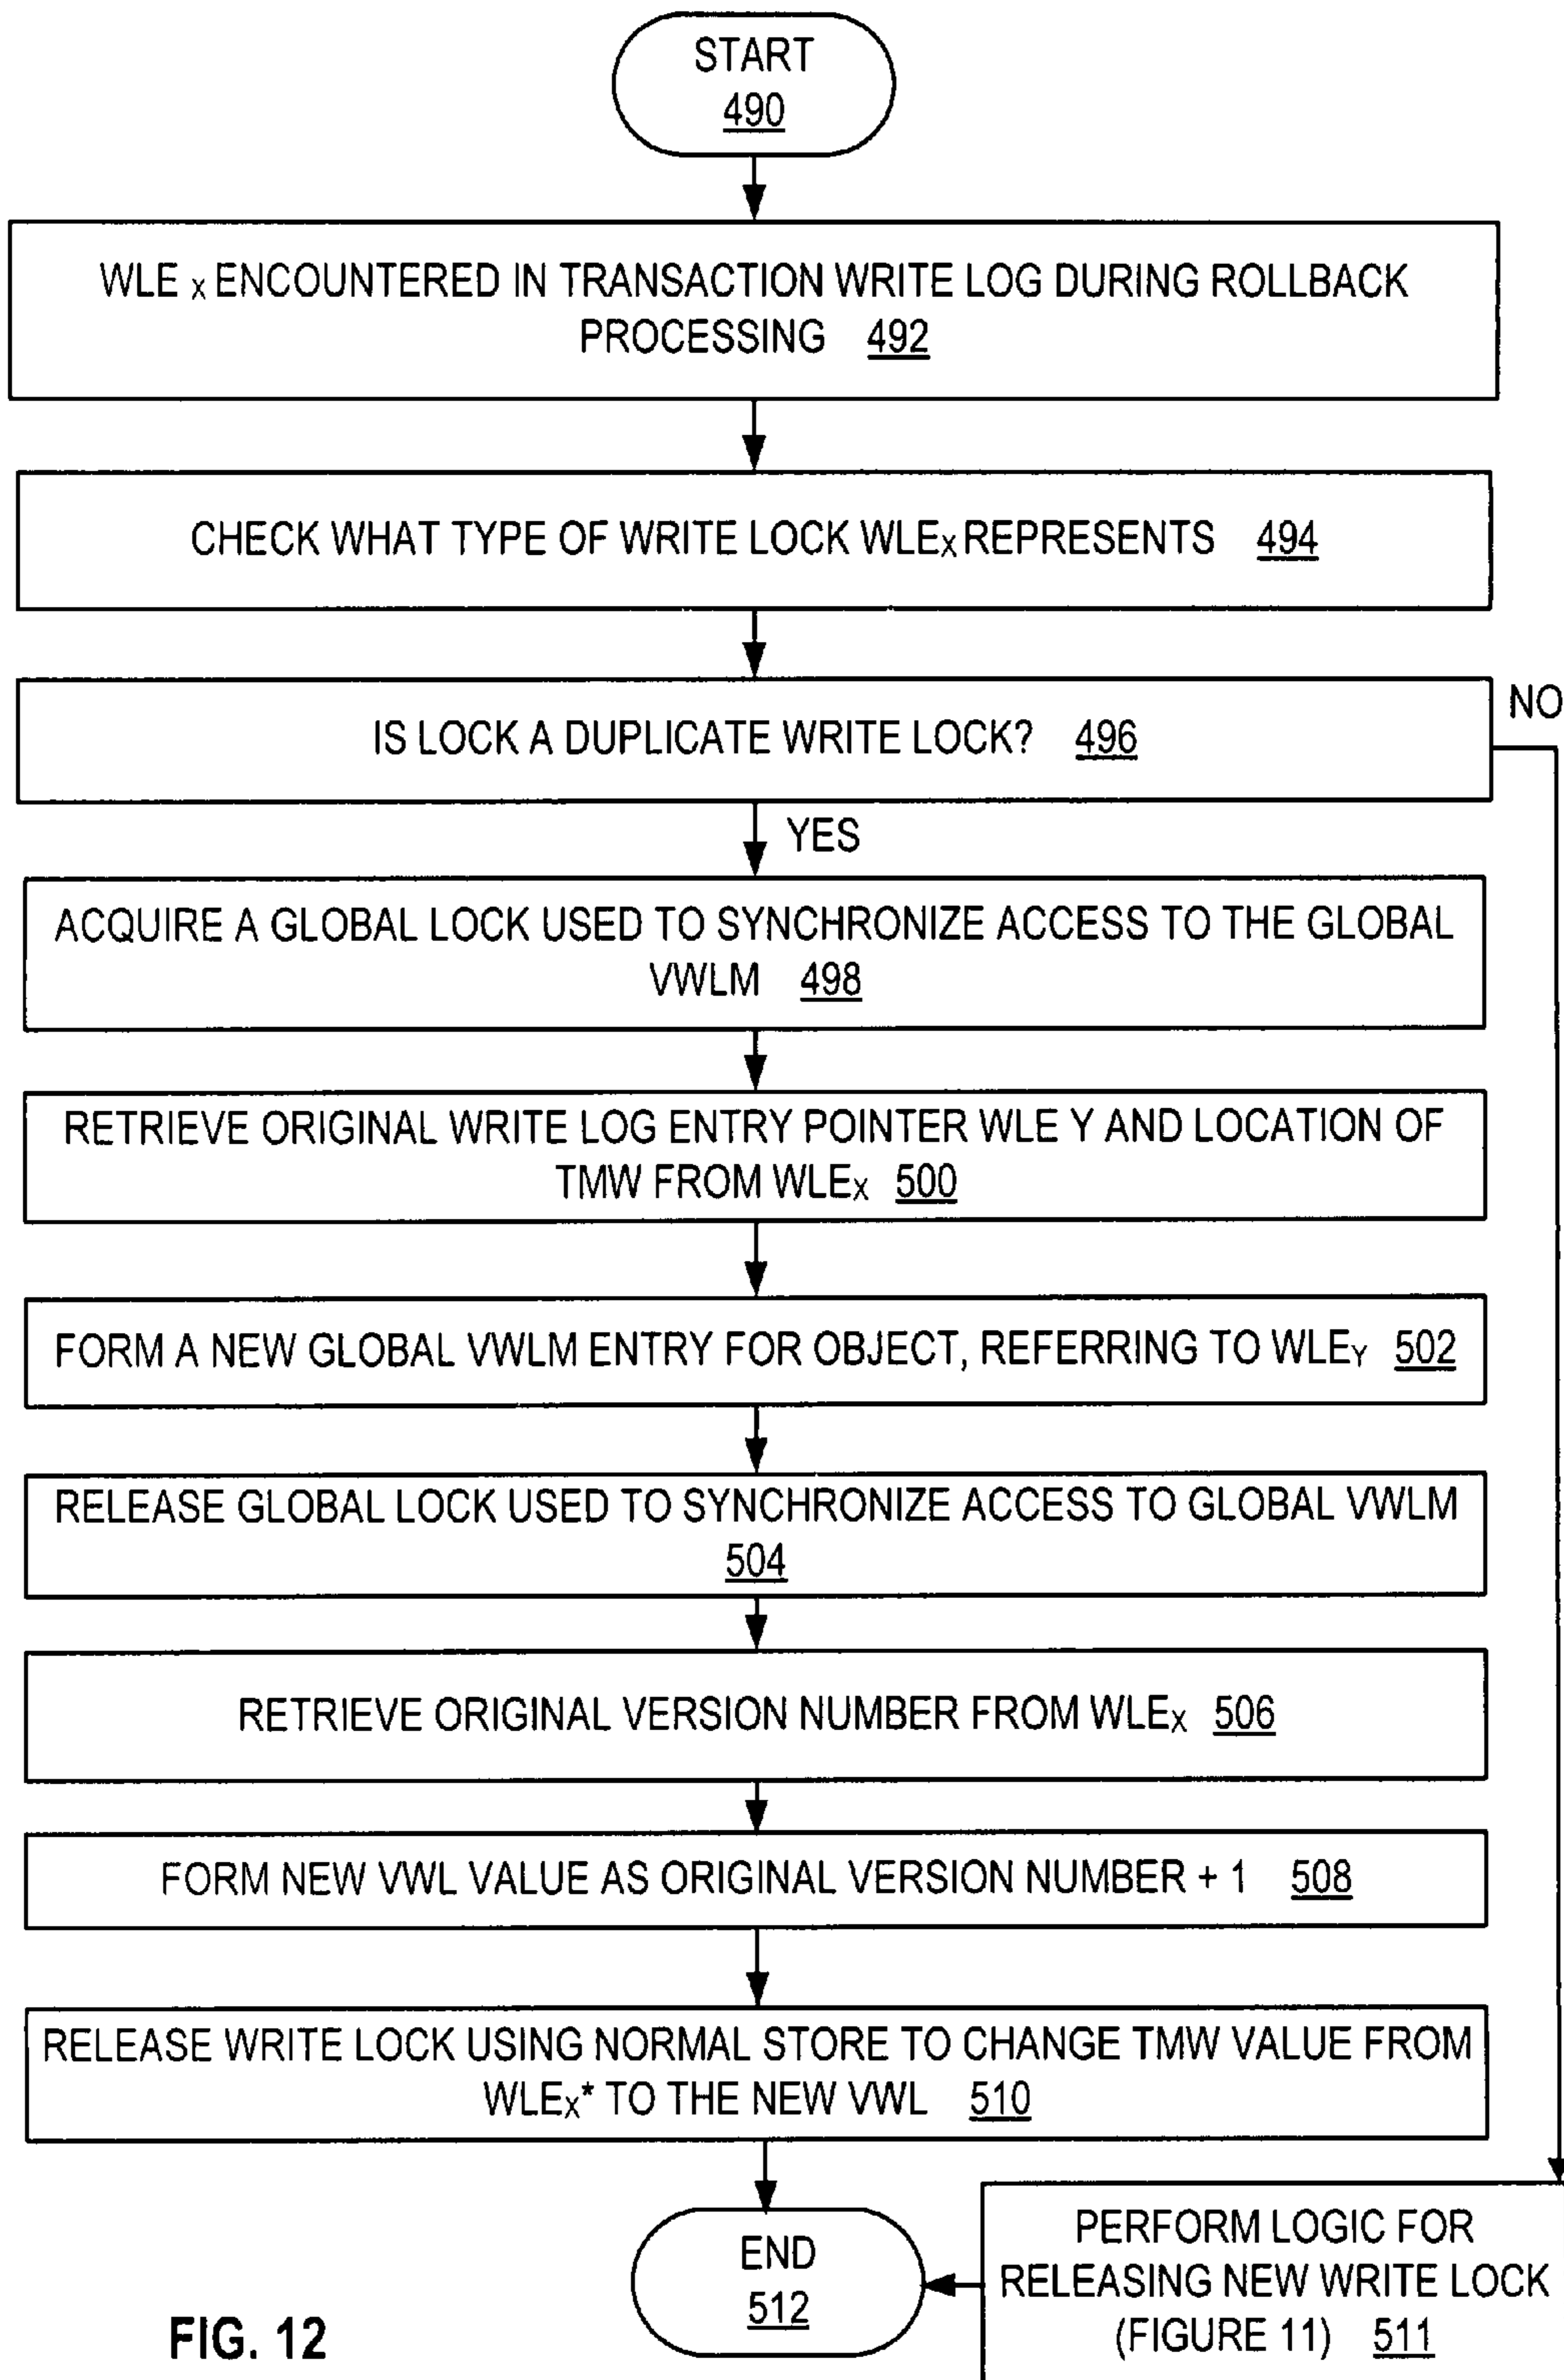 START
490
WLE X ENCOUNTERED IN TRANSACTION WRITE LOG DURING ROLLBACK
PROCESSING 492
CHECK WHAT TYPE OF WRITE LOCK WLEX REPRESENTS 494
IS LOCK A DUPLICATE WRITE LOCK? 496
NO
YES
ACQUIRE A GLOBAL LOCK USED TO SYNCHRONIZE ACCESS TO THE GLOBAL
VWLM 498
RETRIEVE ORIGINAL WRITE LOG ENTRY POINTER WLE Y AND LOCATION OF
TMW FROM WLEX 500
FORM A NEW GLOBAL VWLM ENTRY FOR OBJECT, REFERRING TO WLEY 502
RELEASE GLOBAL LOCK USED TO SYNCHRONIZE ACCESS TO GLOBAL VWLM
504
RETRIEVE ORIGINAL VERSION NUMBER FROM WLEX 506
FORM NEW VWL VALUE AS ORIGINAL VERSION NUMBER + 1 508
RELEASE WRITE LOCK USING NORMAL STORE TO CHANGE TMW VALUE FROM
WLEX* TO THE NEW VWL 510
END
512
PERFORM LOGIC FOR
RELEASING NEW WRITE LOCK
(FIGURE 11) 511
FIG. 12